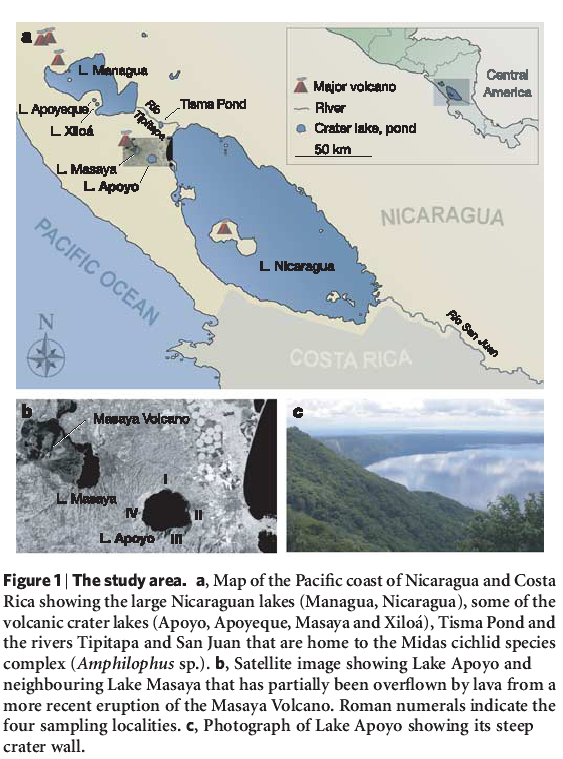 a
L. Managua
Central
America
Major volcano
River
Crater lake, pond
50 km
L. Apoyeque
Río
Tipitapa
Tisma Pond
L. Xiloá
L. Masaya
L. Apoyo
NICARAGUA
PACIFIC OCEAN
L. Nicaragua
N
Río San Juan
COSTA RICA
b
Masaya Volcano
L. Masaya
I
IV
II
L. Apoyo
III
c
Figure 1 | The study area. a, Map of the Pacific coast of Nicaragua and Costa
Rica showing the large Nicaraguan lakes (Managua, Nicaragua), some of the
volcanic crater lakes (Apoyo, Apoyeque, Masaya and Xiloá), Tisma Pond and
the rivers Tipitapa and San Juan that are home to the Midas cichlid species
complex (Amphilophus sp.). b, Satellite image showing Lake Apoyo and
neighbouring Lake Masaya that has partially been overflown by lava from a
more recent eruption of the Masaya Volcano. Roman numerals indicate the
four sampling localities. c, Photograph of Lake Apoyo showing its steep
crater wall.